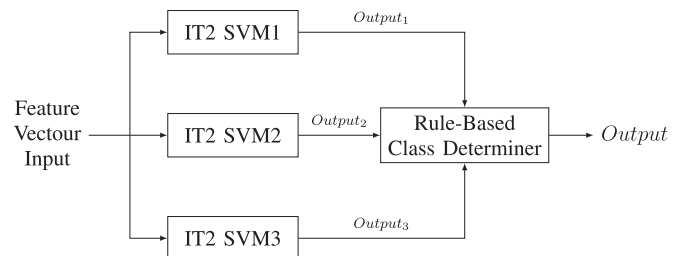 Output1
IT2 SVM1
Feature
Vectour
Input
Output2
IT2 SVM2
Rule-Based
Class Determiner
Output
Output3
IT2 SVM3